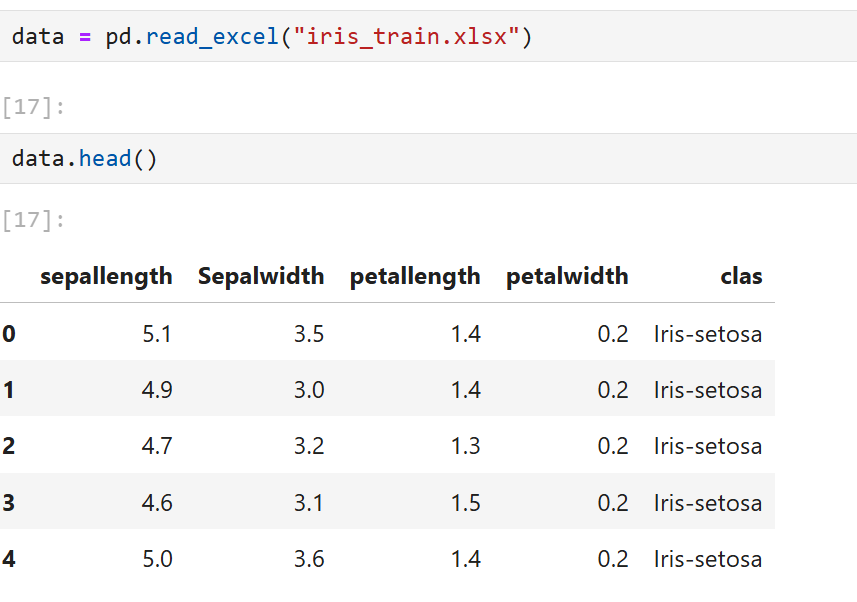 data = pd.read_excel("iris_train.xlsx")
[17]:
data.head()
[17]:
sepallength Sepalwidth petallength petalwidth clas
0 5.1 3.5 1.4 0.2 Iris-setosa
1 4.9 3.0 1.4 0.2 Iris-setosa
2 4.7 3.2 1.3 0.2 Iris-setosa
3 4.6 3.1 1.5 0.2 Iris-setosa
4 5.0 3.6 1.4 0.2 Iris-setosa